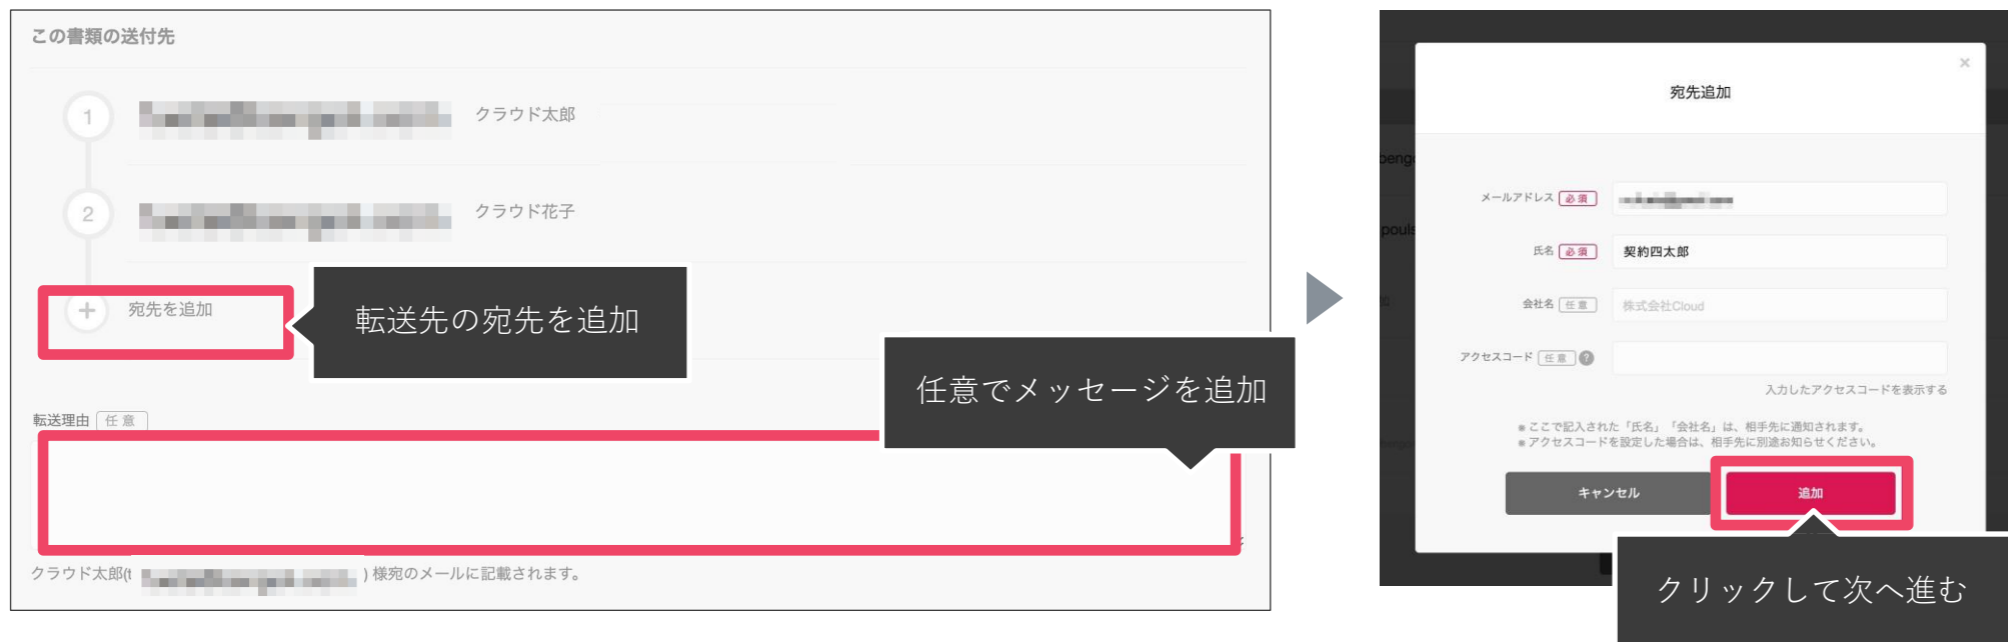 この書類の送付先
1
クラウド太郎
2
クラウド花子
+ 宛先を追加
転送先の宛先を追加
任意でメッセージを追加
転送理由 任意
クラウド太郎(t
) 様宛のメールに記載されます。
×
宛先追加
メールアドレス 必須
氏名 必須 契約四太郎
会社名 任意 株式会社Cloud
アクセスコード 任意 ?
入力したアクセスコードを表示する
※ここで記入された「氏名」「会社名」は、相手先に通知されます。
※アクセスコードを設定した場合は、相手先に別途お知らせください。
キャンセル
追加
クリックして次へ進む